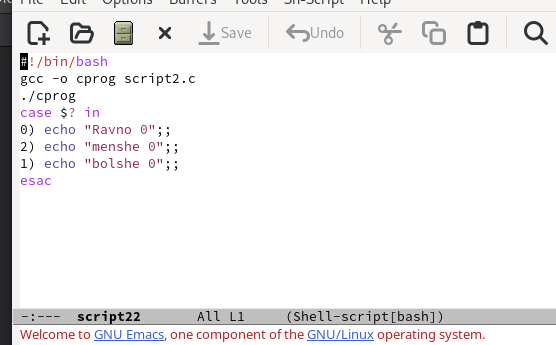 File Edit Options Buffers Tools Sh-Script Help
Save Undo
#!/bin/bash
gcc -o cprog script2.c
./cprog
case $? in
0) echo "Ravno 0";;
2) echo "menshe 0";;
1) echo "bolshe 0";;
esac
-:--- script22 All L1 (Shell-script[bash])
Welcome to GNU Emacs, one component of the GNU/Linux operating system.